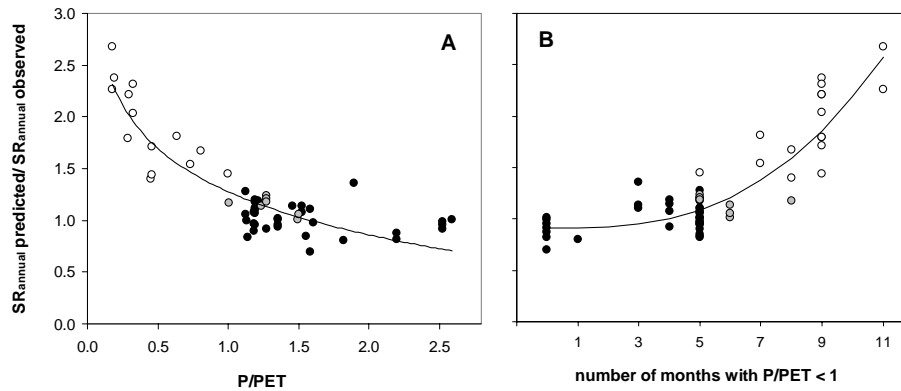 3.0
2.5
2.0
1.5
1.0
0.5
0.0
SRannual predicted/ SRannual observed
A
0.0 0.5 1.0 1.5 2.0 2.5
P/PET
B
1 3 5 7 9 11
number of months with P/PET < 1